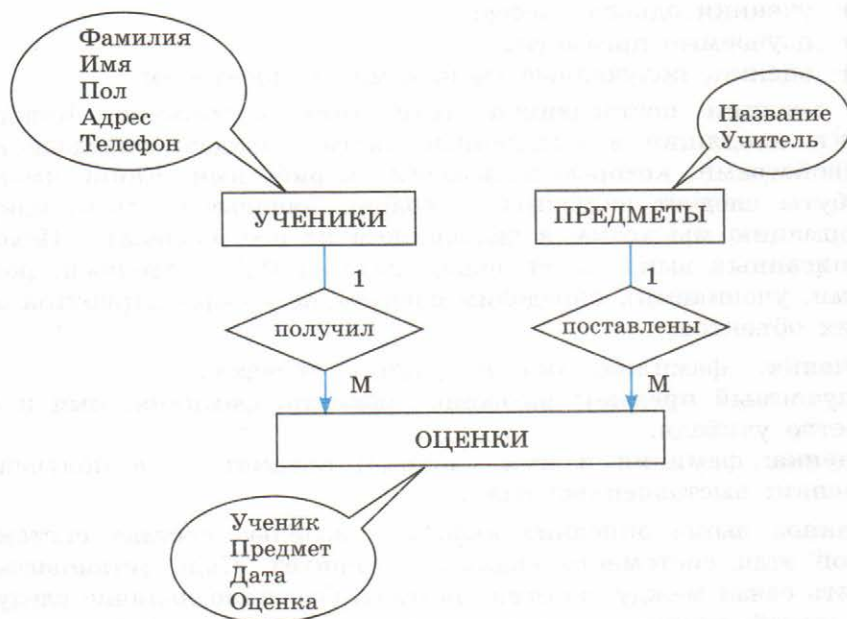 Фамилия
Имя
Пол
Адрес
Телефон
Название
Учитель
УЧЕНИКИ
ПРЕДМЕТЫ
1
1
получил
поставлены
М
М
ОЦЕНКИ
Ученик
Предмет
Дата
Оценка